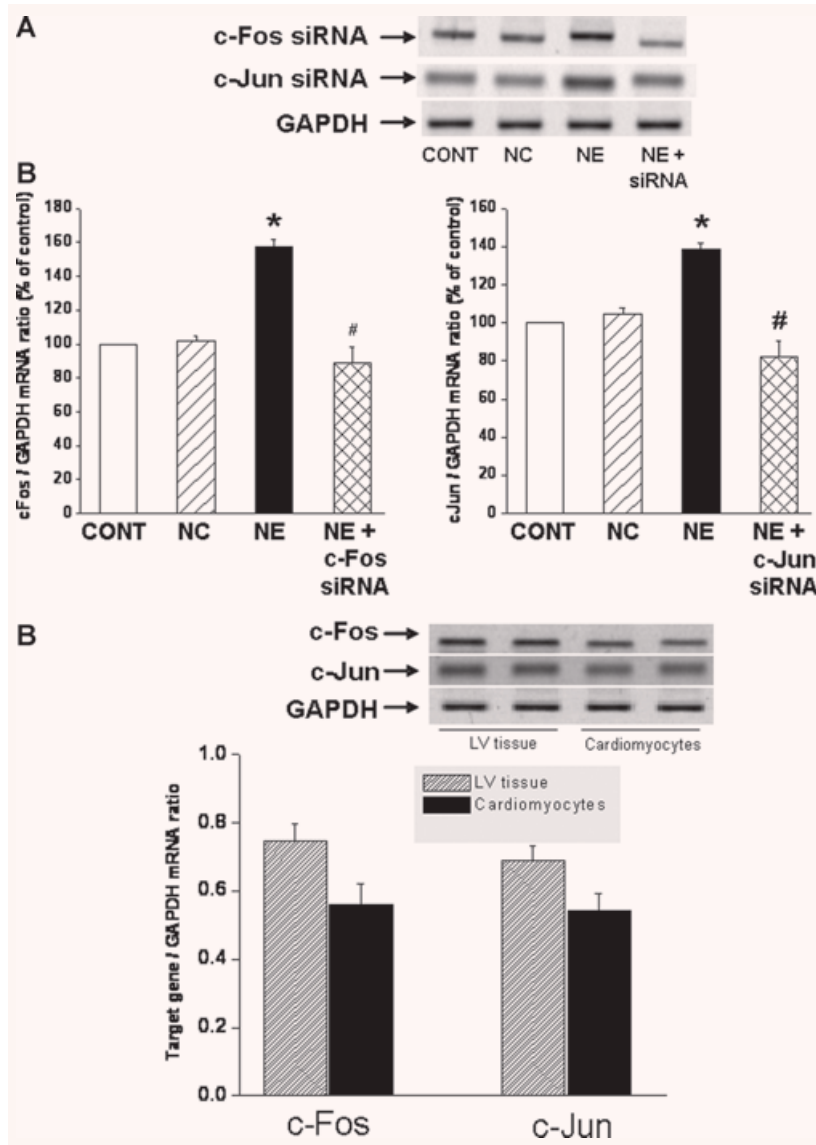 A
c-Fos siRNA
c-Jun siRNA
GAPDH
CONT NC NE NE +
siRNA
B
cFos / GAPDH mRNA ratio (% of control)
180
160
140
120
100
80
60
40
20
0
*
#
CONT NC NE NE +
c-Fos
siRNA
cJun / GAPDH mRNA ratio (% of control)
160
140
120
100
80
60
40
20
0
*
#
CONT NC NE NE +
c-Jun
siRNA
B
c-Fos
c-Jun
GAPDH
LV tissue Cardiomyocytes
Target gene / GAPDH mRNA ratio
1.0
0.8
0.6
0.4
0.2
0.0
LV tissue
Cardiomyocytes
c-Fos c-Jun